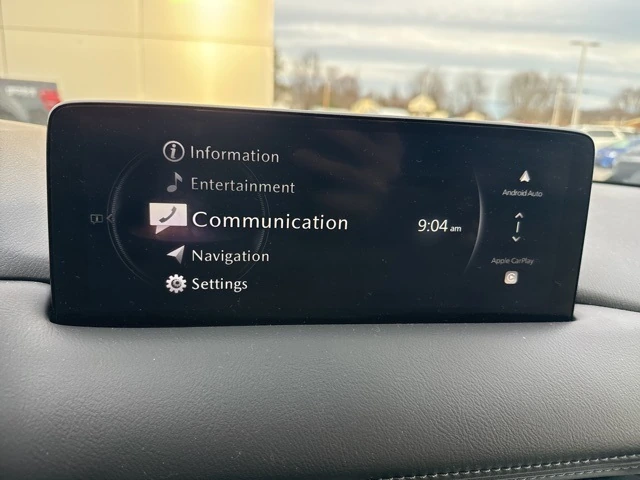 Information
Entertainment
Communication
Navigation
Settings
9:04 am
Android Auto
Apple CarPlay